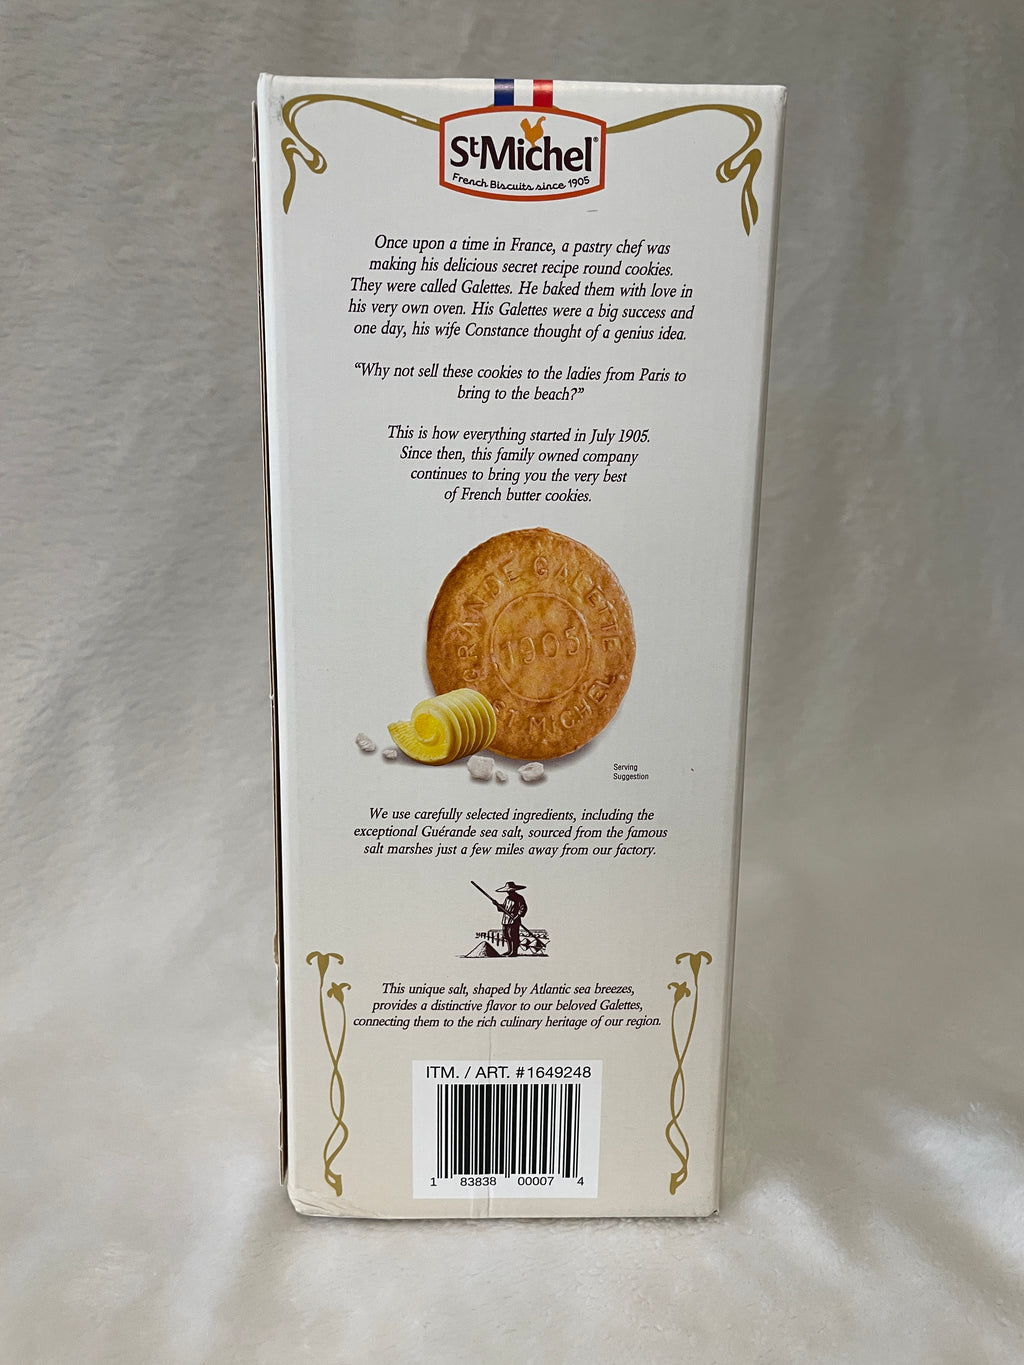 StMichel®
French Biscuits since 1905
Once upon a time in France, a pastry chef was
making his delicious secret recipe round cookies.
They were called Galettes. He baked them with love in
his very own oven. His Galettes were a big success and
one day, his wife Constance thought of a genius idea.
“Why not sell these cookies to the ladies from Paris to
bring to the beach?”
This is how everything started in July 1905.
Since then, this family owned company
continues to bring you the very best
of French butter cookies.
GRANDE GALETTE
1905
ST MICHEL
Serving
Suggestion
We use carefully selected ingredients, including the
exceptional Guérande sea salt, sourced from the famous
salt marshes just a few miles away from our factory.
This unique salt, shaped by Atlantic sea breezes,
provides a distinctive flavor to our beloved Galettes,
connecting them to the rich culinary heritage of our region.
ITM. / ART. #1649248
1 83838 00007 4